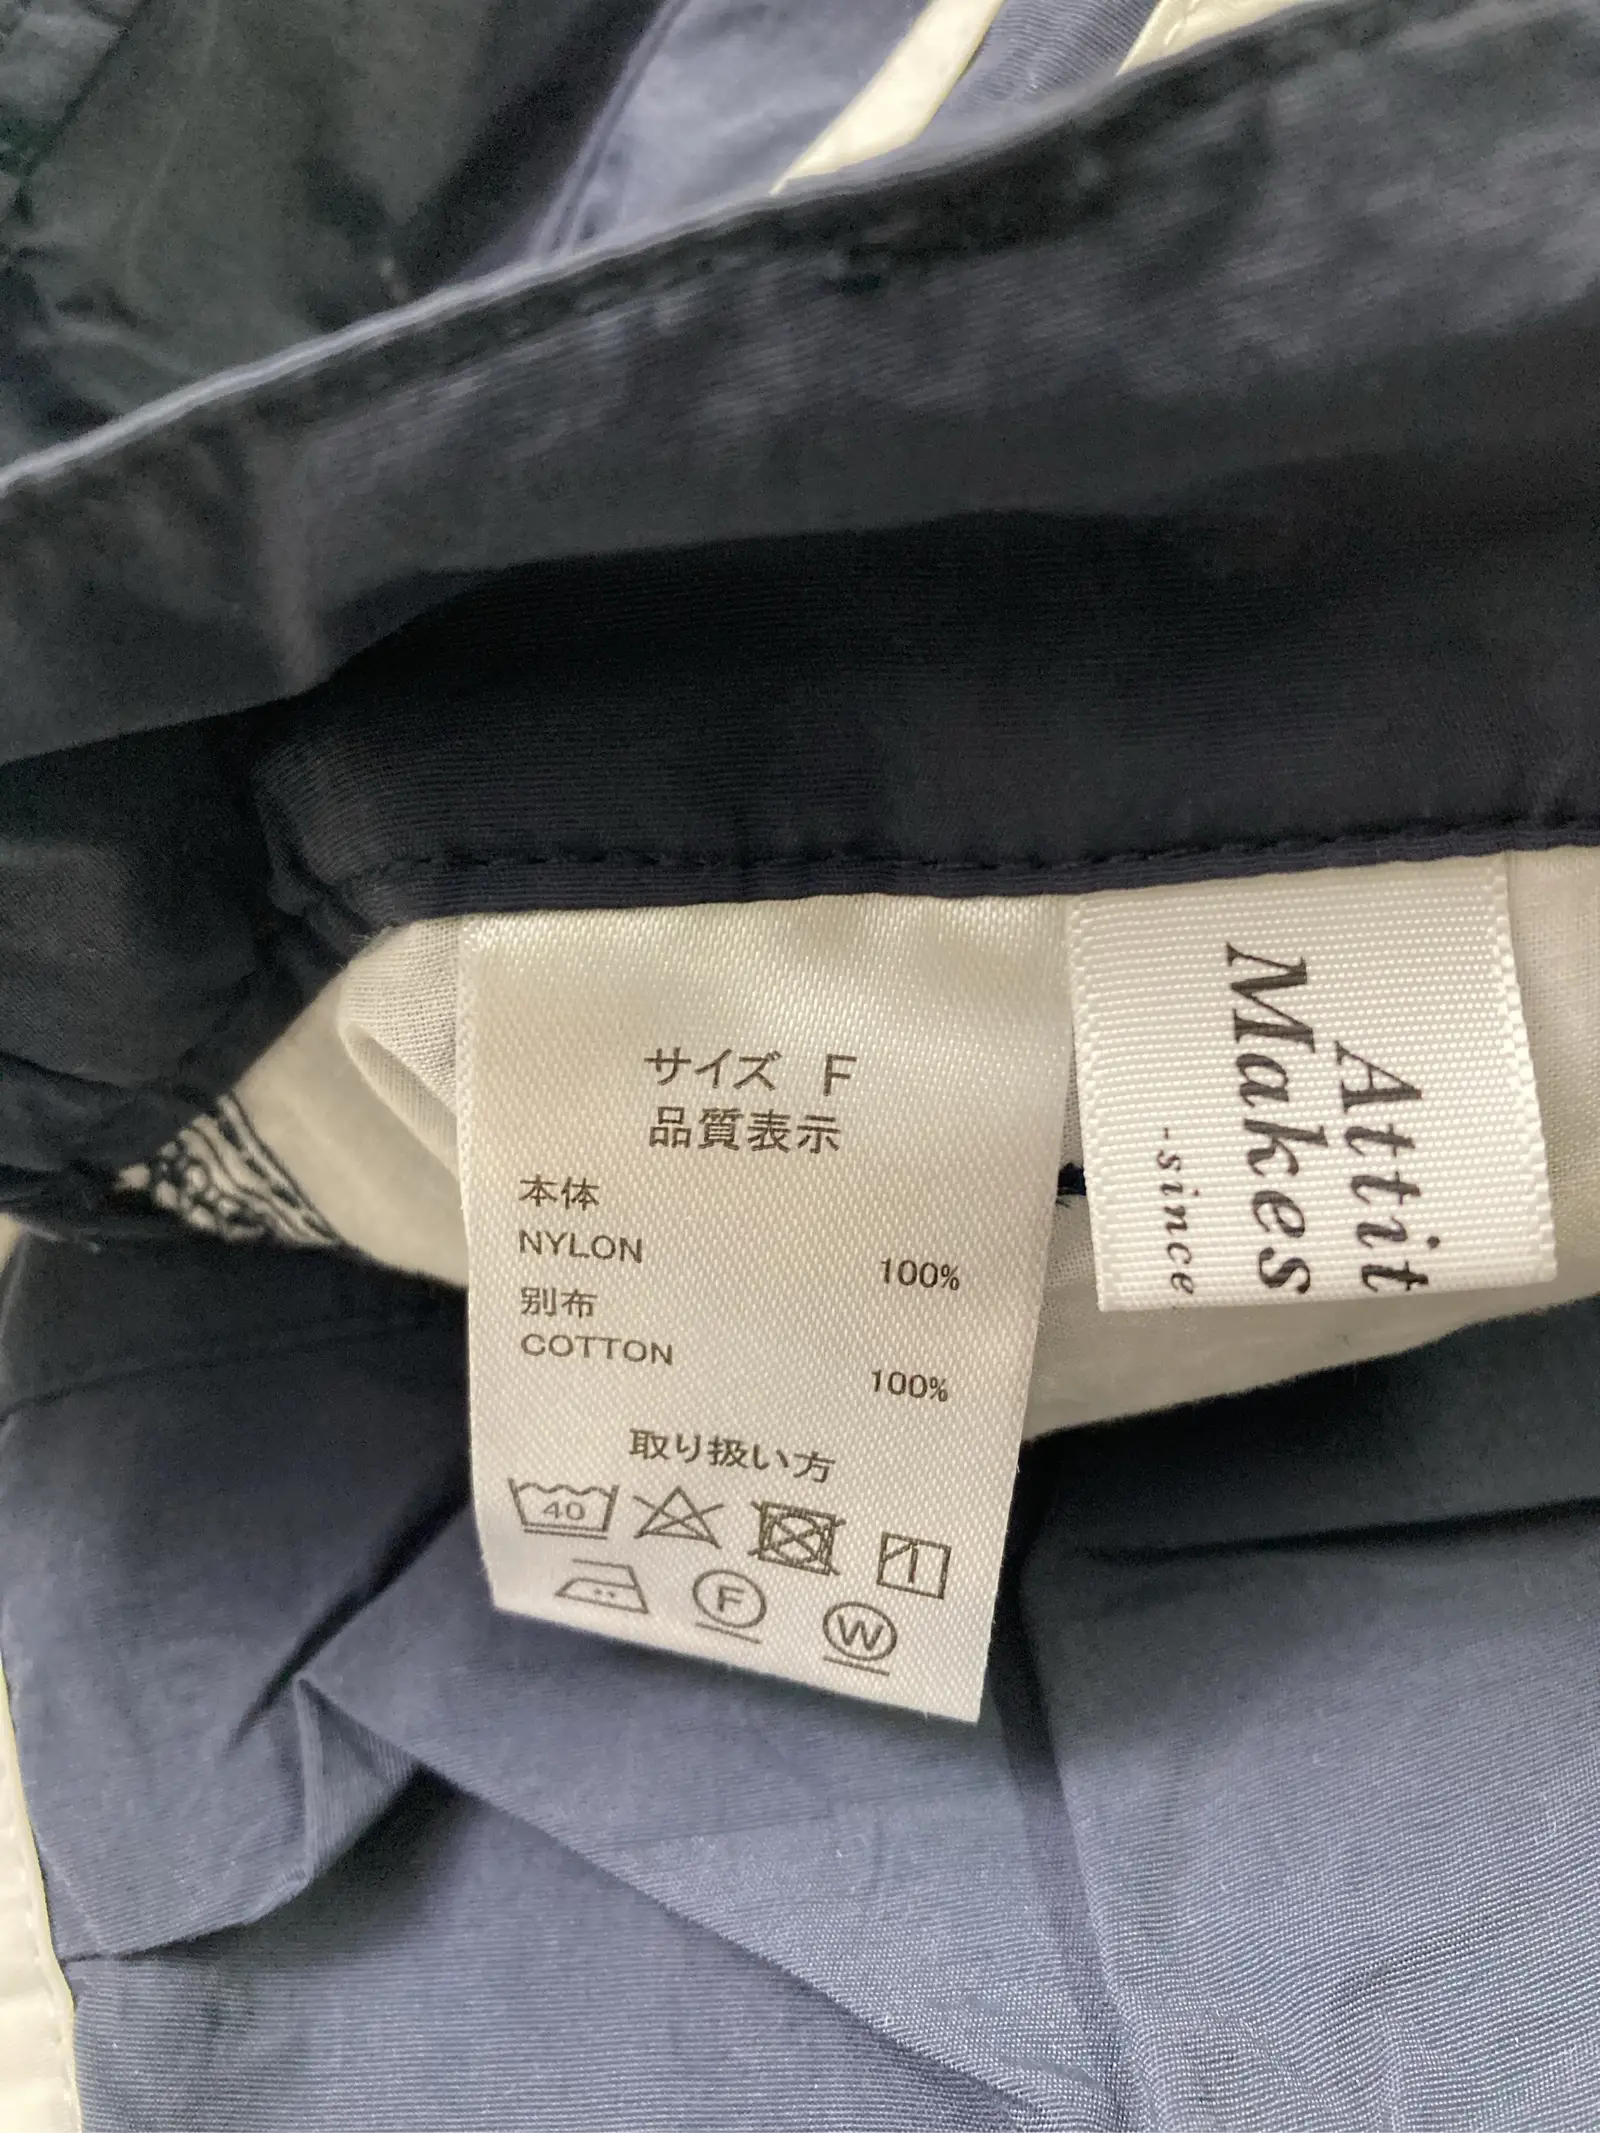 サイズ F
品質表示
本体
NYLON 100%
別布
COTTON 100%
取り扱い方
40
F
W
Attit
Makes
-since